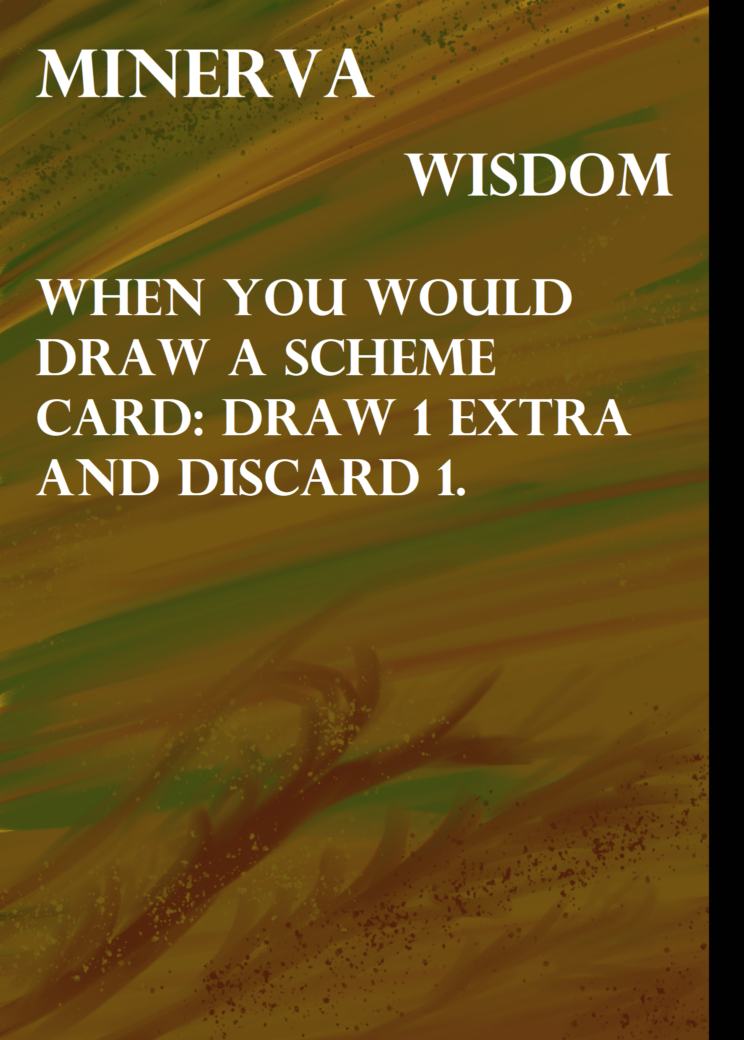 MINERVA
WISDOM
WHEN YOU WOULD
DRAW A SCHEME
CARD: DRAW 1 EXTRA
AND DISCARD 1.